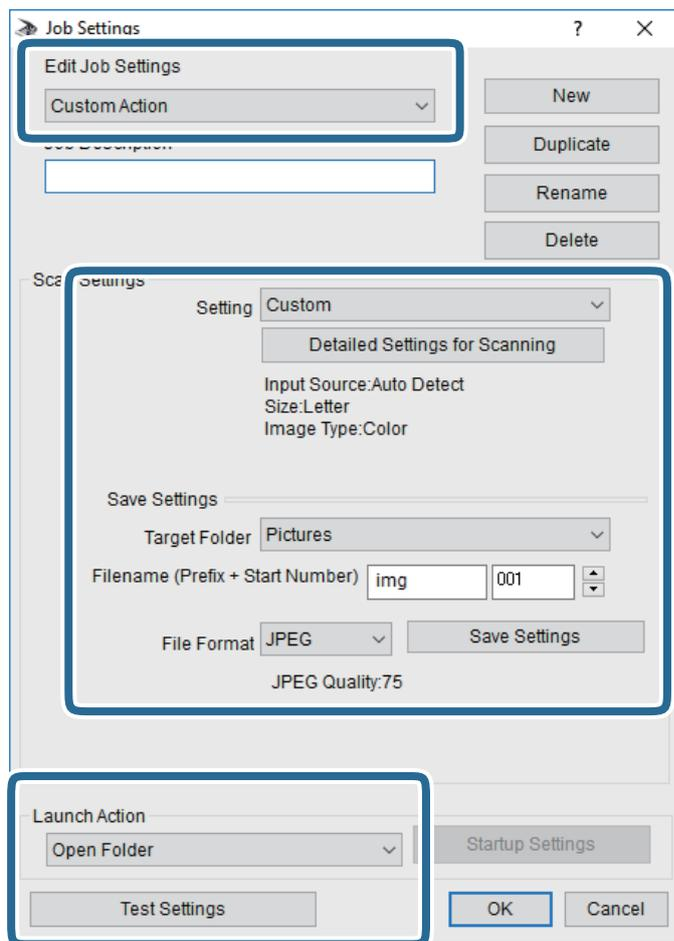 Job Settings ?
Edit Job Settings
Custom Action
New
Duplicate
Rename
Delete
Settings
Setting Custom
Detailed Settings for Scanning
Input Source:Auto Detect
Size:Letter
Image Type:Color
Save Settings
Target Folder Pictures
Filename (Prefix + Start Number) img 001
File Format JPEG Save Settings
JPEG Quality:75
Launch Action
Open Folder Startup Settings
Test Settings OK Cancel